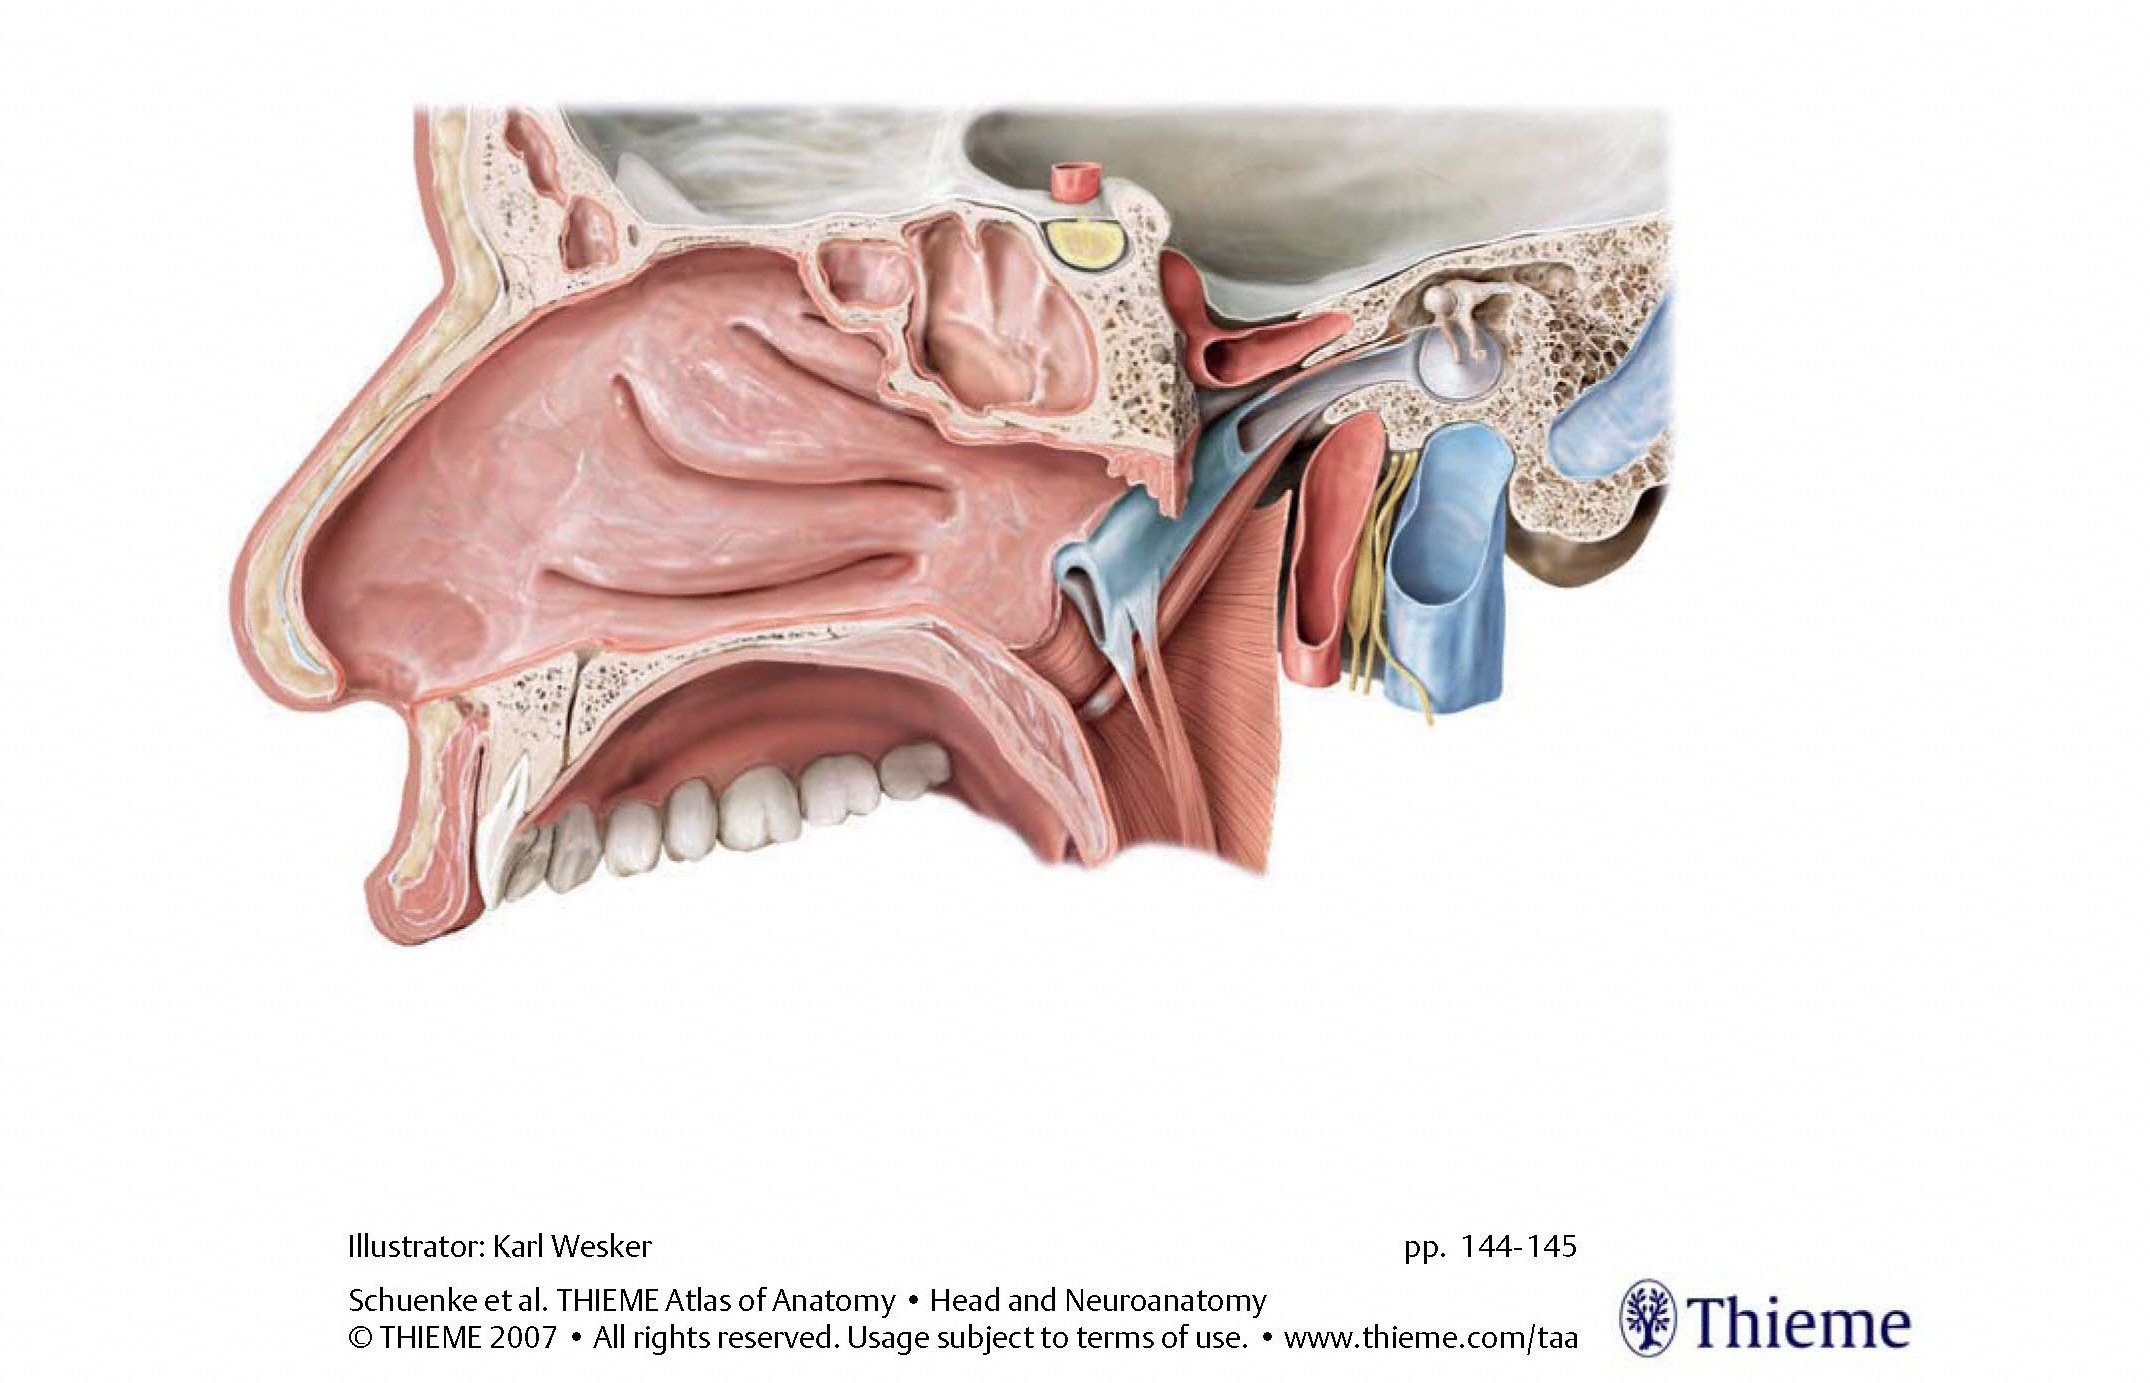 Illustrator: Karl Wesker
pp. 144-145
Schuenke et al. THIEME Atlas of Anatomy • Head and Neuroanatomy
© THIEME 2007 • All rights reserved. Usage subject to terms of use. • www.thieme.com/taa
Thieme